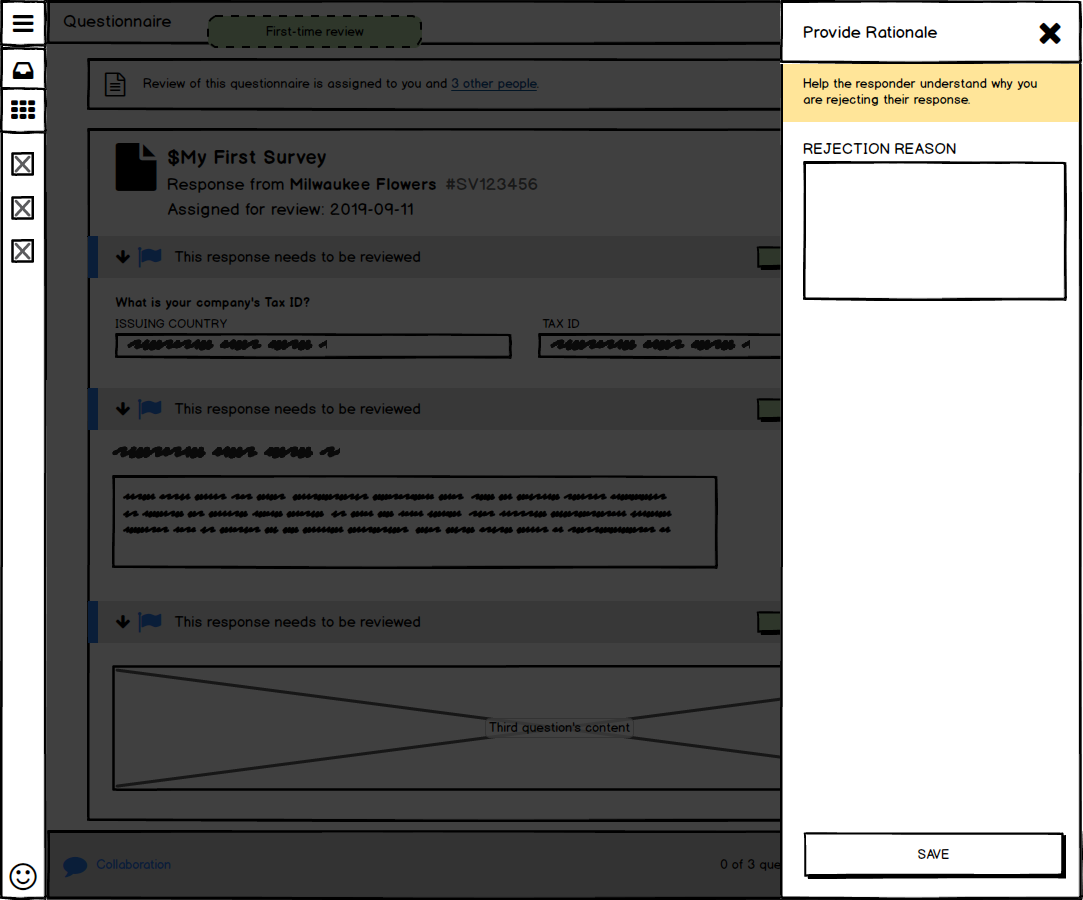 Questionnaire
First-time review
Review of this questionnaire is assigned to you and 3 other people.
$My First Survey
Response from Milwaukee Flowers #SV123456
Assigned for review: 2019-09-11
This response needs to be reviewed
What is your company's Tax ID?
ISSUING COUNTRY
TAX ID
This response needs to be reviewed
This response needs to be reviewed
Third question's content
Collaboration
0 of 3 que
Provide Rationale
Help the responder understand why you
are rejecting their response.
REJECTION REASON
SAVE